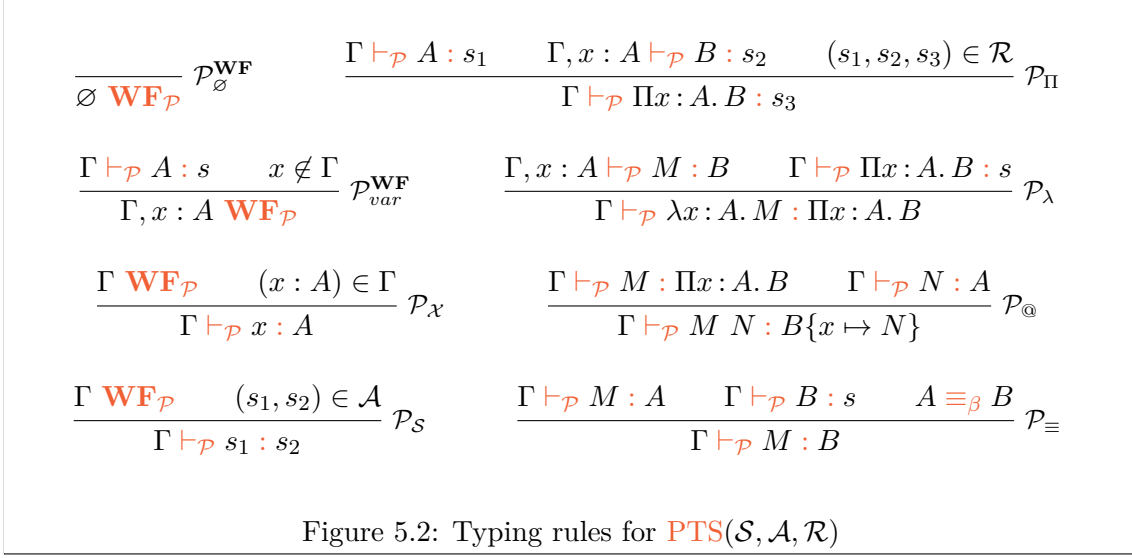 ∅ WF_𝒫 𝒫_∅^WF
Γ ⊢_𝒫 A : s₁ Γ, x : A ⊢_𝒫 B : s₂ (s₁, s₂, s₃) ∈ ℛ
Γ ⊢_𝒫 Πx : A. B : s₃ 𝒫_Π
Γ ⊢_𝒫 A : s x ∉ Γ
Γ, x : A WF_𝒫 𝒫_var^WF
Γ, x : A ⊢_𝒫 M : B Γ ⊢_𝒫 Πx : A. B : s
Γ ⊢_𝒫 λx : A. M : Πx : A. B 𝒫_λ
Γ WF_𝒫 (x : A) ∈ Γ
Γ ⊢_𝒫 x : A 𝒫_𝒳
Γ ⊢_𝒫 M : Πx : A. B Γ ⊢_𝒫 N : A
Γ ⊢_𝒫 M N : B{x ↦ N} 𝒫_@
Γ WF_𝒫 (s₁, s₂) ∈ 𝒜
Γ ⊢_𝒫 s₁ : s₂ 𝒫_𝒮
Γ ⊢_𝒫 M : A Γ ⊢_𝒫 B : s A ≡_β B
Γ ⊢_𝒫 M : B 𝒫_≡
Figure 5.2: Typing rules for PTS(𝒮, 𝒜, ℛ)